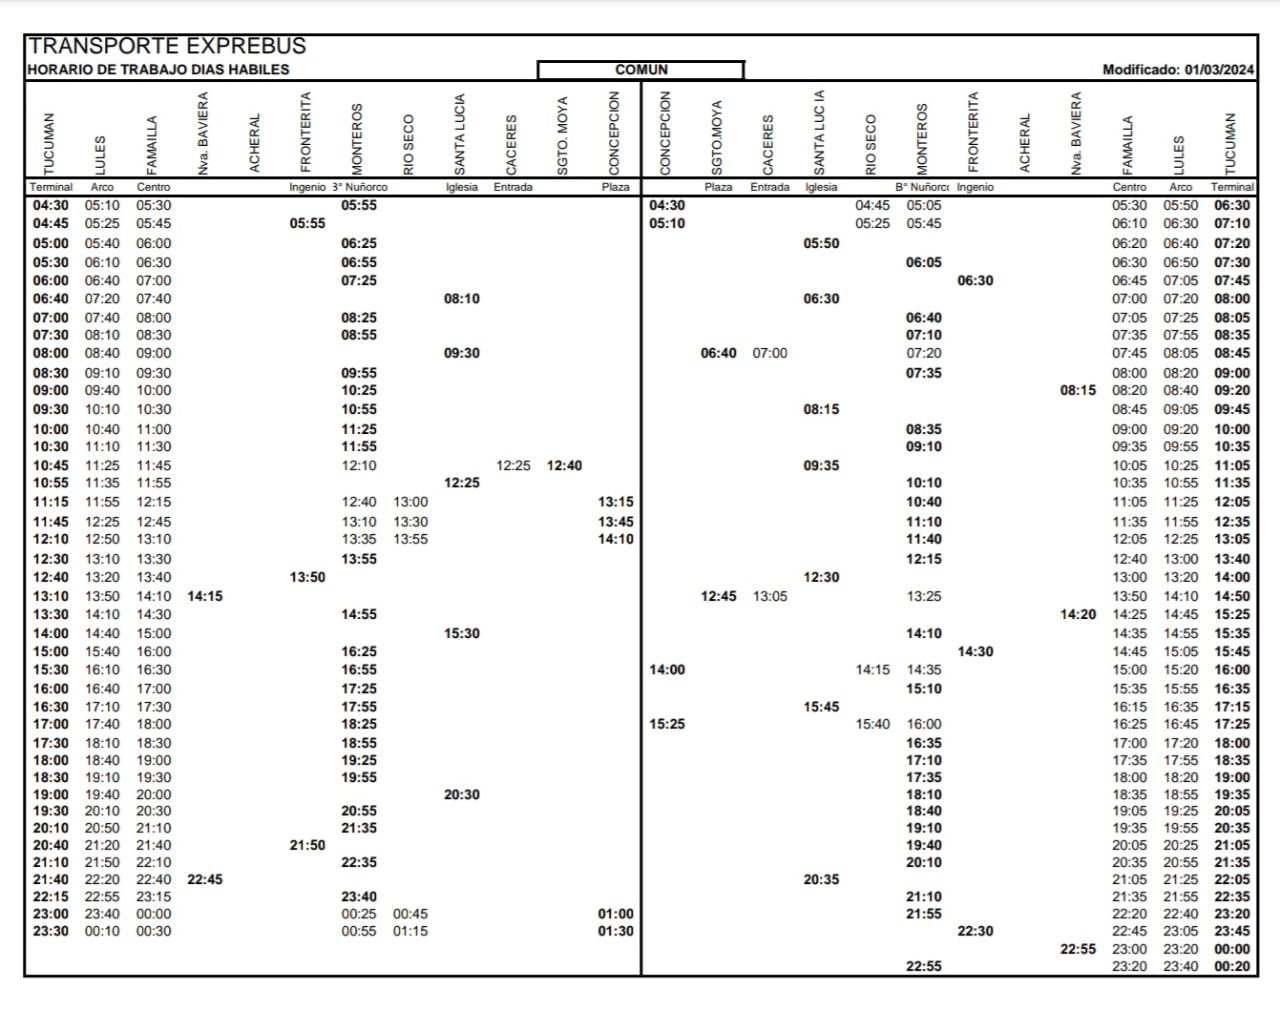 TRANSPORTE EXPREBUS
HORARIO DE TRABAJO DIAS HABILES COMUN Modificado: 01/03/2024
TUCUMAN LULES FAMAILLA Nva. BAVIERA ACHERAL FRONTERITA MONTEROS RIO SECO SANTA LUCIA CACERES SGTO. MOYA CONCEPCION CONCEPCION SGTO.MOYA CACERES SANTA LUC IA RIO SECO MONTEROS FRONTERITA ACHERAL Nva. BAVIERA FAMAILLA LULES TUCUMAN
Terminal Arco Centro Ingenio 3° Nuñorco Iglesia Entrada Plaza Plaza Entrada Iglesia B° Nuñorco Ingenio Centro Arco Terminal
04:30 05:10 05:30 05:55 04:30 04:45 05:05 05:30 05:50 06:30
04:45 05:25 05:45 05:55 05:10 05:25 05:45 06:10 06:30 07:10
05:00 05:40 06:00 06:25 05:50 06:20 06:40 07:20
05:30 06:10 06:30 06:55 06:05 06:30 06:50 07:30
06:00 06:40 07:00 07:25 06:30 06:45 07:05 07:45
06:40 07:20 07:40 08:10 06:30 07:00 07:20 08:00
07:00 07:40 08:00 08:25 06:40 07:05 07:25 08:05
07:30 08:10 08:30 08:55 07:10 07:35 07:55 08:35
08:00 08:40 09:00 09:30 06:40 07:00 07:20 07:45 08:05 08:45
08:30 09:10 09:30 09:55 07:35 08:00 08:20 09:00
09:00 09:40 10:00 10:25 08:15 08:20 08:40 09:20
09:30 10:10 10:30 10:55 08:15 08:45 09:05 09:45
10:00 10:40 11:00 11:25 08:35 09:00 09:20 10:00
10:30 11:10 11:30 11:55 09:10 09:35 09:55 10:35
10:45 11:25 11:45 12:10 12:25 12:40 09:35 10:05 10:25 11:05
10:55 11:35 11:55 12:25 10:10 10:35 10:55 11:35
11:15 11:55 12:15 12:40 13:00 13:15 10:40 11:05 11:25 12:05
11:45 12:25 12:45 13:10 13:30 13:45 11:10 11:35 11:55 12:35
12:10 12:50 13:10 13:35 13:55 14:10 11:40 12:05 12:25 13:05
12:30 13:10 13:30 13:55 12:15 12:40 13:00 13:40
12:40 13:20 13:40 13:50 12:30 13:00 13:20 14:00
13:10 13:50 14:10 14:15 12:45 13:05 13:25 13:50 14:10 14:50
13:30 14:10 14:30 14:55 14:20 14:25 14:45 15:25
14:00 14:40 15:00 15:30 14:10 14:35 14:55 15:35
15:00 15:40 16:00 16:25 14:30 14:45 15:05 15:45
15:30 16:10 16:30 16:55 14:00 14:15 14:35 15:00 15:20 16:00
16:00 16:40 17:00 17:25 15:10 15:35 15:55 16:35
16:30 17:10 17:30 17:55 15:45 16:15 16:35 17:15
17:00 17:40 18:00 18:25 15:25 15:40 16:00 16:25 16:45 17:25
17:30 18:10 18:30 18:55 16:35 17:00 17:20 18:00
18:00 18:40 19:00 19:25 17:10 17:35 17:55 18:35
18:30 19:10 19:30 19:55 17:35 18:00 18:20 19:00
19:00 19:40 20:00 20:30 18:10 18:35 18:55 19:35
19:30 20:10 20:30 20:55 18:40 19:05 19:25 20:05
20:10 20:50 21:10 21:35 19:10 19:35 19:55 20:35
20:40 21:20 21:40 21:50 19:40 20:05 20:25 21:05
21:10 21:50 22:10 22:35 20:10 20:35 20:55 21:35
21:40 22:20 22:40 22:45 20:35 21:05 21:25 22:05
22:15 22:55 23:15 23:40 21:10 21:35 21:55 22:35
23:00 23:40 00:00 00:25 00:45 01:00 21:55 22:20 22:40 23:20
23:30 00:10 00:30 00:55 01:15 01:30 22:30 22:45 23:05 23:45
22:55 23:00 23:20 00:00
22:55 23:20 23:40 00:20